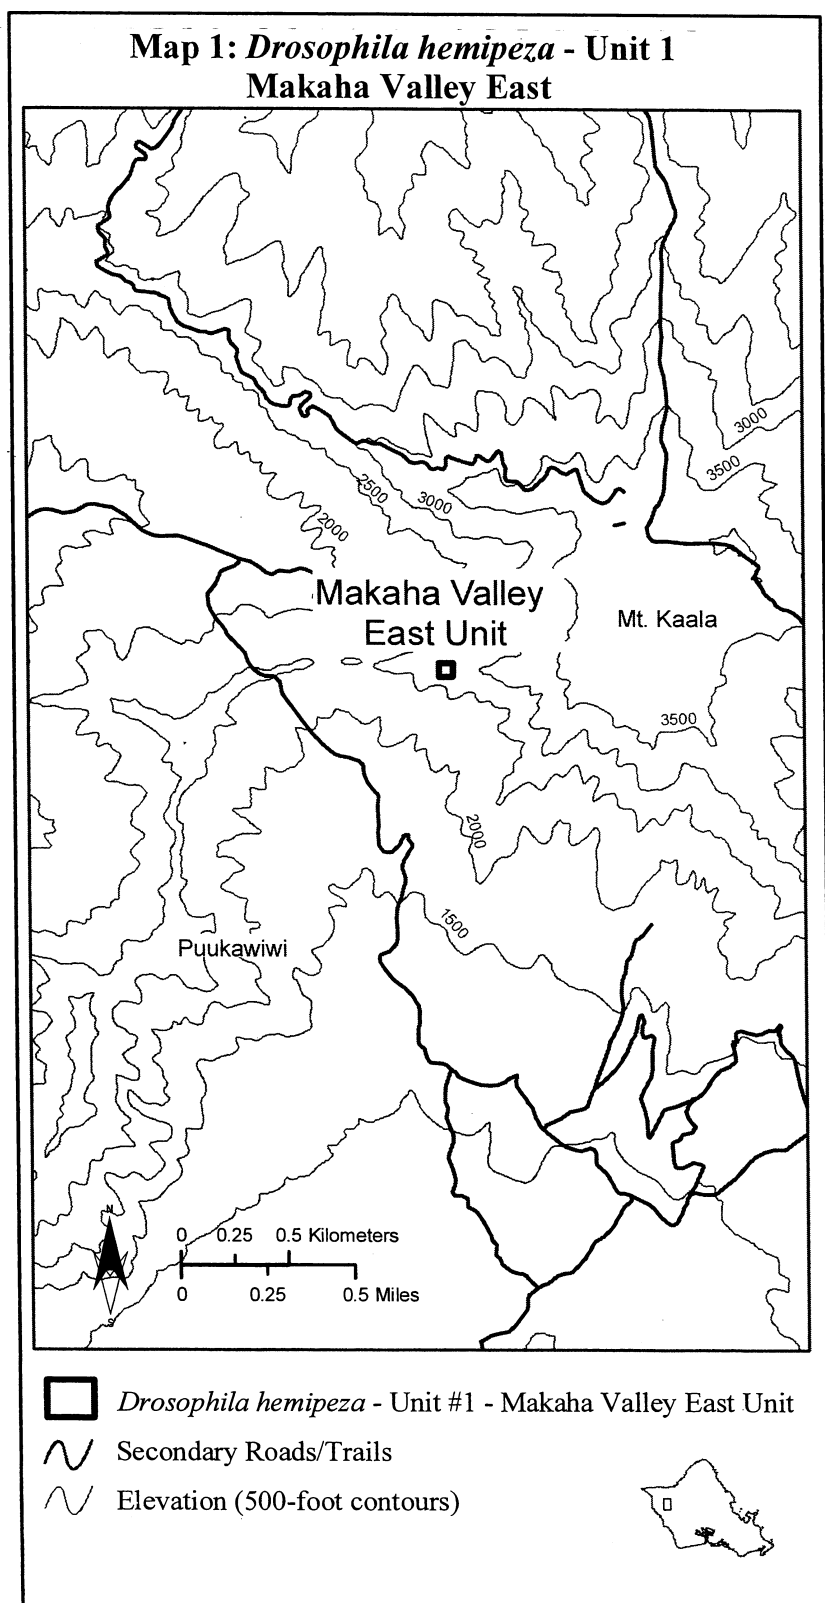 Map 1: Drosophila hemipeza - Unit 1
Makaha Valley East
3000
3500
2500
3000
2000
Makaha Valley
East Unit
Mt. Kaala
3500
2000
1500
Puukawiwi
N
S
0 0.25 0.5 Kilometers
0 0.25 0.5 Miles
Drosophila hemipeza - Unit #1 - Makaha Valley East Unit
Secondary Roads/Trails
Elevation (500-foot contours)